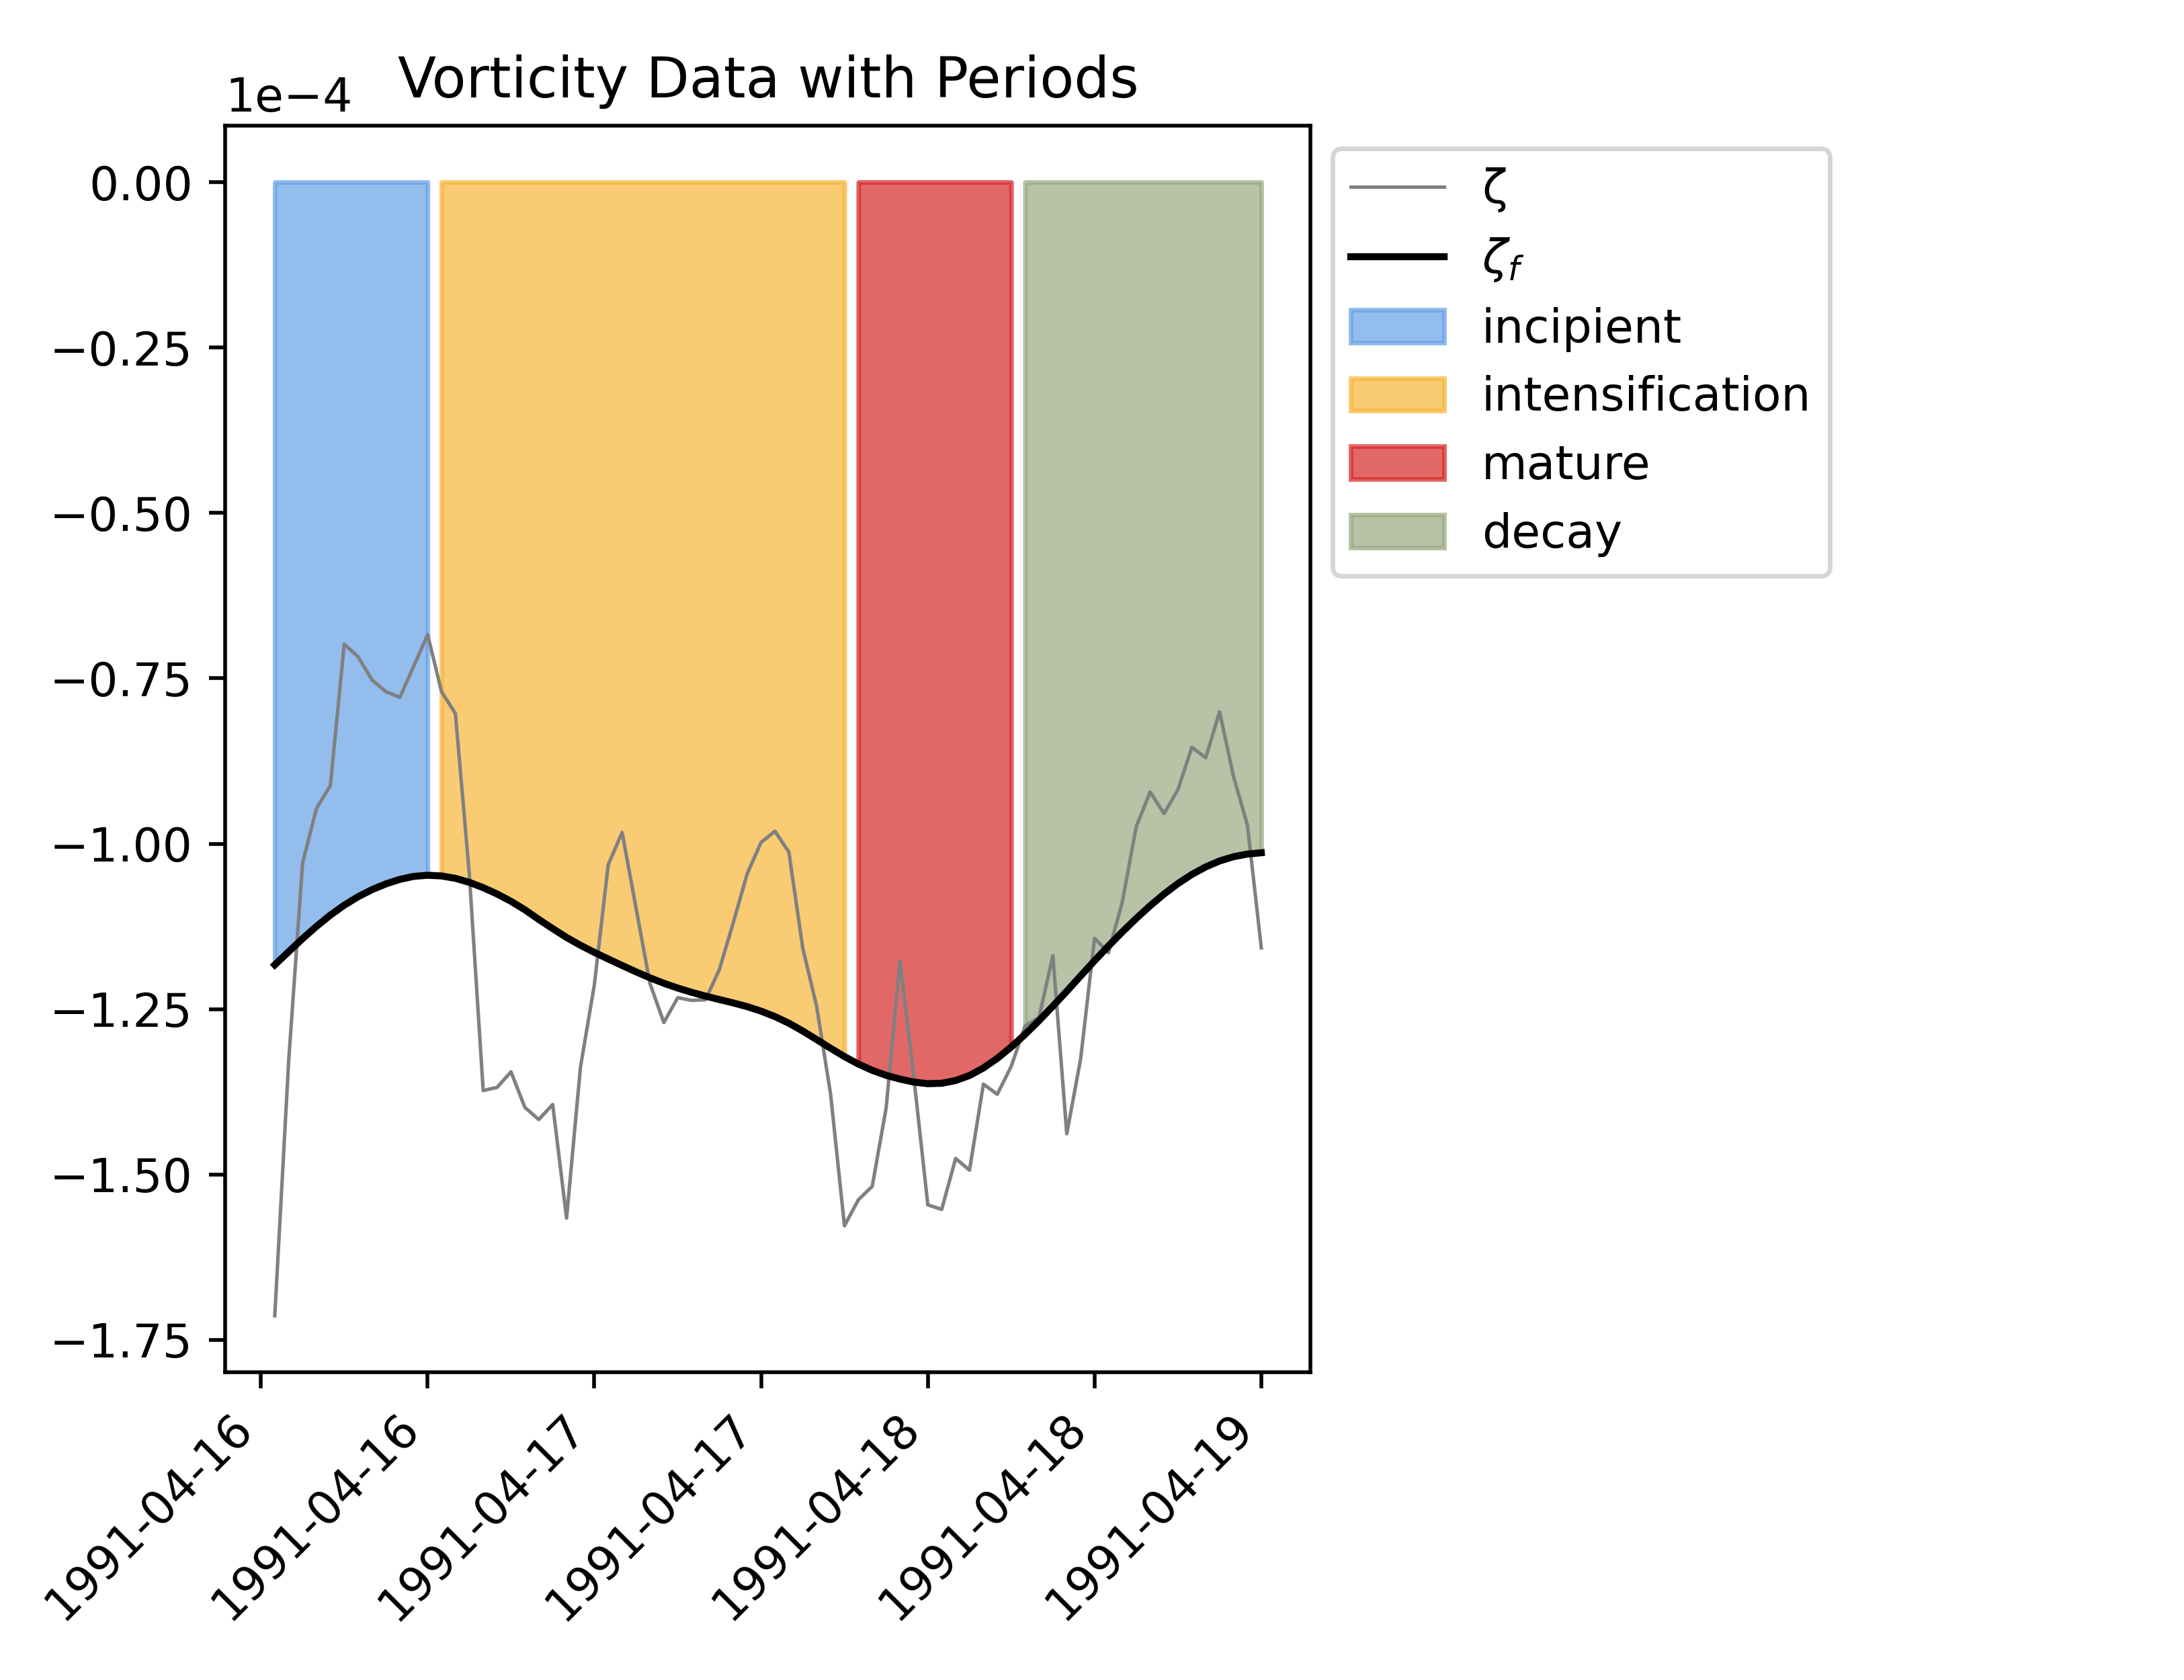 Vorticity Data with Periods
1e−4
0.00
−0.25
−0.50
−0.75
−1.00
−1.25
−1.50
−1.75
1991-04-16
1991-04-16
1991-04-17
1991-04-17
1991-04-18
1991-04-18
1991-04-19
ζ
ζf
incipient
intensification
mature
decay